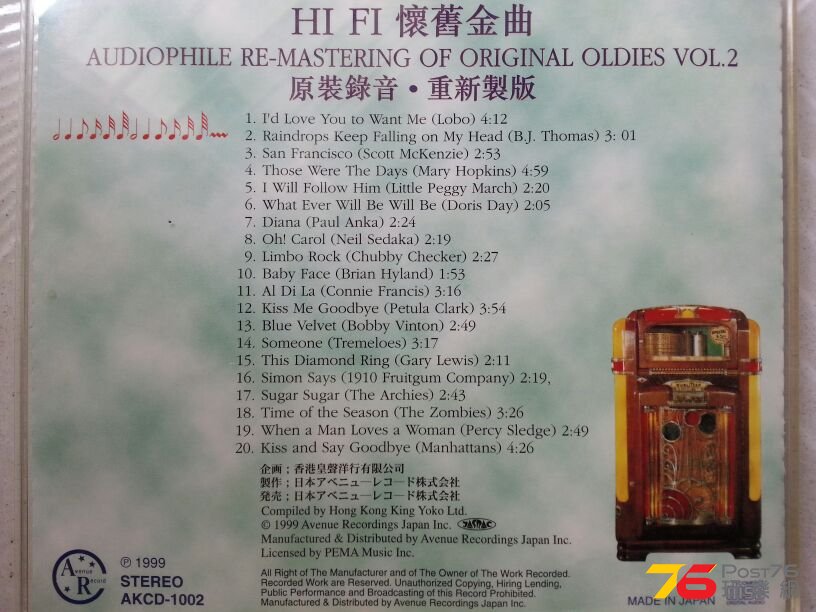 HI FI 懷舊金曲
AUDIOPHILE RE-MASTERING OF ORIGINAL OLDIES VOL.2
原裝錄音・重新製版
1. I'd Love You to Want Me (Lobo) 4:12
2. Raindrops Keep Falling on My Head (B.J. Thomas) 3: 01
3. San Francisco (Scott McKenzie) 2:53
4. Those Were The Days (Mary Hopkins) 4:59
5. I Will Follow Him (Little Peggy March) 2:20
6. What Ever Will Be Will Be (Doris Day) 2:05
7. Diana (Paul Anka) 2:24
8. Oh! Carol (Neil Sedaka) 2:19
9. Limbo Rock (Chubby Checker) 2:27
10. Baby Face (Brian Hyland) 1:53
11. Al Di La (Connie Francis) 3:16
12. Kiss Me Goodbye (Petula Clark) 3:54
13. Blue Velvet (Bobby Vinton) 2:49
14. Someone (Tremeloes) 3:17
15. This Diamond Ring (Gary Lewis) 2:11
16. Simon Says (1910 Fruitgum Company) 2:19,
17. Sugar Sugar (The Archies) 2:43
18. Time of the Season (The Zombies) 3:26
19. When a Man Loves a Woman (Percy Sledge) 2:49
20. Kiss and Say Goodbye (Manhattans) 4:26
企画；香港皇聲洋行有限公司
製作；日本アベニューレコード株式会社
発売；日本アベニューレコード株式会社
Compiled by Hong Kong King Yoko Ltd.
© 1999 Avenue Recordings Japan Inc. JASRAC
Manufactured & Distributed by Avenue Recordings Japan Inc.
Licensed by PEMA Music Inc.
All Right of The Manufacturer and of The Owner of The Work Recorded.
Recorded Work are Reserved. Unauthorized Copying, Hiring Lending,
Public Performance and Broadcasting of this Record Prohibited.
Manufactured & Distributed by Avenue Recordings Japan Inc.
Avenue Record
AR
℗ 1999
STEREO
AKCD-1002
MADE IN JAPAN
76 Post76